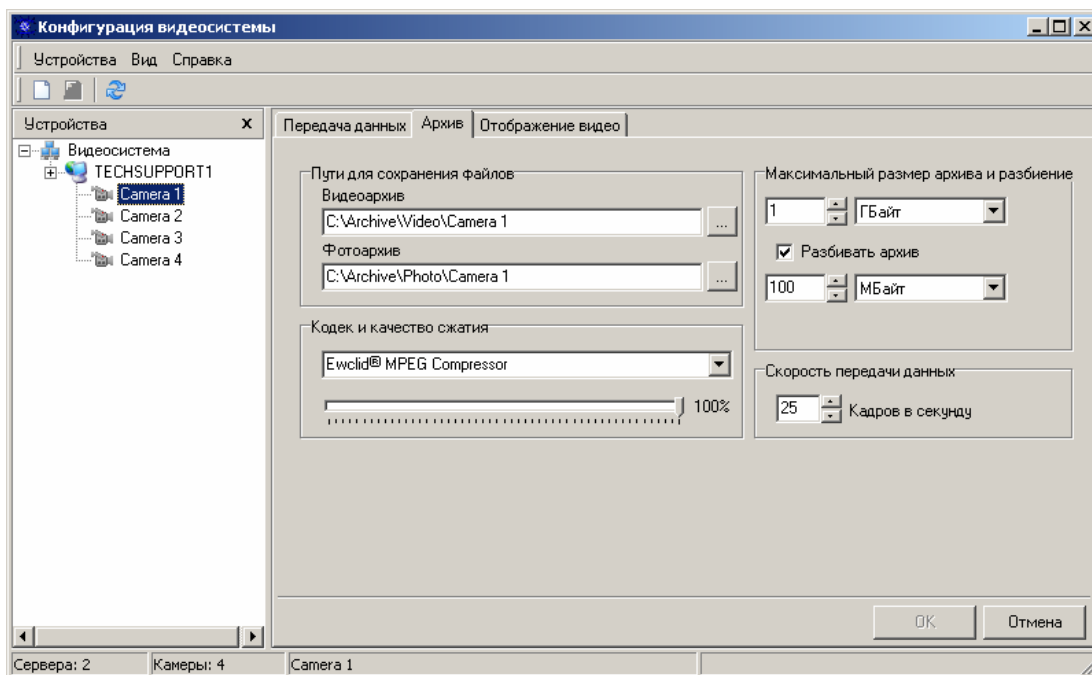 Конфигурация видеосистемы
Устройства Вид Справка
Устройства x
Видеосистема
TECHSUPPORT1
Camera 1
Camera 2
Camera 3
Camera 4
Передача данных Архив Отображение видео
Пути для сохранения файлов
Видеоархив
C:\Archive\Video\Camera 1 ...
Фотоархив
C:\Archive\Photo\Camera 1 ...
Кодек и качество сжатия
Ewclid® MPEG Compressor
100%
Максимальный размер архива и разбиение
1 ГБайт
Разбивать архив
100 МБайт
Скорость передачи данных
25 Кадров в секунду
OK Отмена
Сервера: 2 Камеры: 4 Camera 1